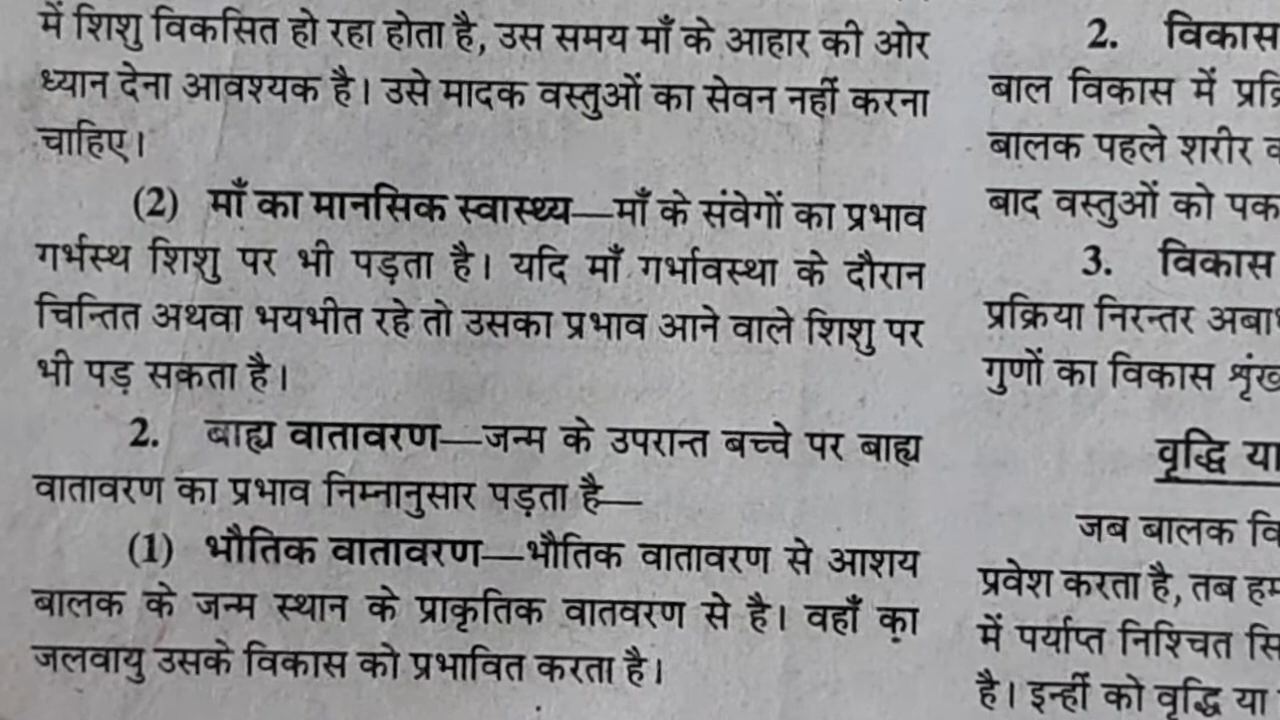 में शिशु विकसित हो रहा होता है, उस समय माँ के आहार की ओर
ध्यान देना आवश्यक है। उसे मादक वस्तुओं का सेवन नहीं करना
चाहिए।
(2) माँ का मानसिक स्वास्थ्य—माँ के संवेगों का प्रभाव
गर्भस्थ शिशु पर भी पड़ता है। यदि माँ गर्भावस्था के दौरान
चिन्तित अथवा भयभीत रहे तो उसका प्रभाव आने वाले शिशु पर
भी पड़ सकता है।
2. बाह्य वातावरण—जन्म के उपरान्त बच्चे पर बाह्य
वातावरण का प्रभाव निम्नानुसार पड़ता है—
(1) भौतिक वातावरण—भौतिक वातावरण से आशय
बालक के जन्म स्थान के प्राकृतिक वातवरण से है। वहाँ का
जलवायु उसके विकास को प्रभावित करता है।
2. विकास
बाल विकास में
बालक पहले शरीर
बाद वस्तुओं को
3. विकास
प्रक्रिया निरन्तर
गुणों का विकास
वृद्धि या
जब बालक
प्रवेश करता है, तब
में पर्याप्त निश्चित
है। इन्हीं को वृद्धि या